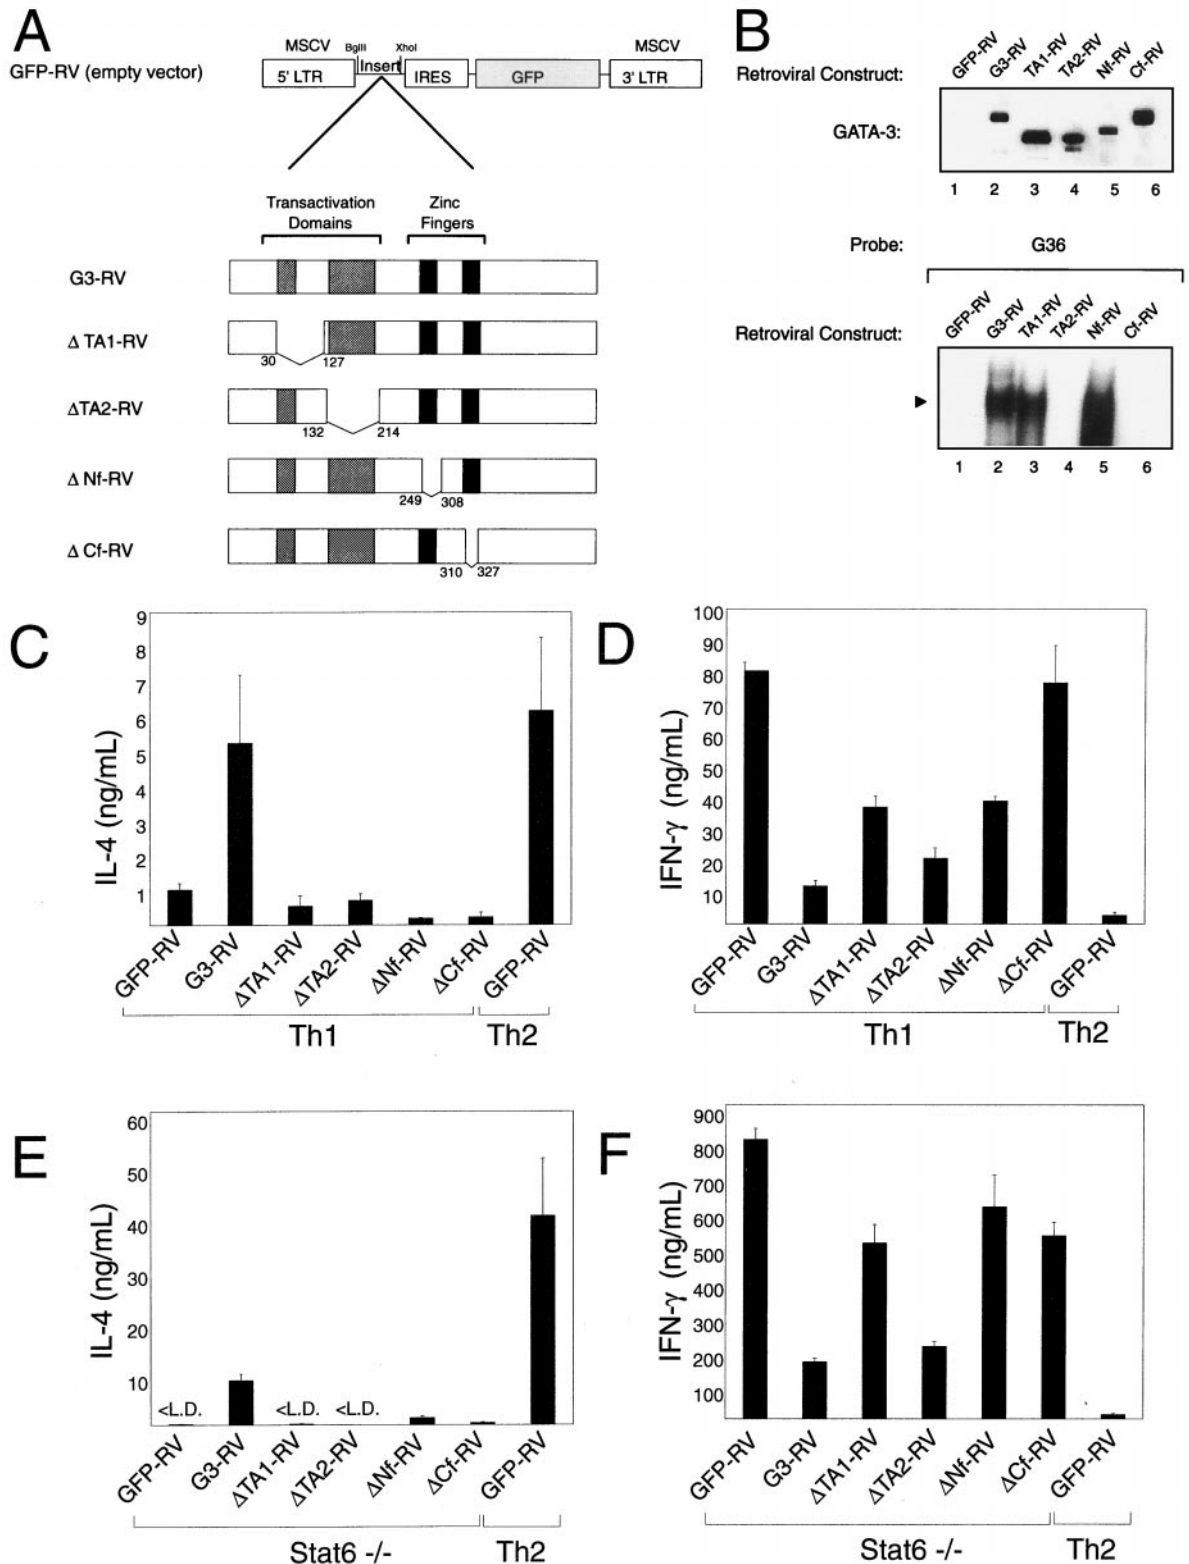 A
MSCV BglII XhoI MSCV
GFP-RV (empty vector) 5' LTR Insert IRES GFP 3' LTR
Transactivation Domains
Zinc Fingers
G3-RV
Δ TA1-RV
30 127
ΔTA2-RV
132 214
Δ Nf-RV
249 308
Δ Cf-RV
310 327
B
Retroviral Construct: GFP-RV G3-RV TA1-RV TA2-RV Nf-RV Cf-RV
GATA-3:
1 2 3 4 5 6
Probe: G36
Retroviral Construct: GFP-RV G3-RV TA1-RV TA2-RV Nf-RV Cf-RV
1 2 3 4 5 6
C
IL-4 (ng/mL)
9
8
7
6
5
4
3
2
1
GFP-RV G3-RV ΔTA1-RV ΔTA2-RV ΔNf-RV ΔCf-RV GFP-RV
Th1 Th2
D
IFN-γ (ng/mL)
100
90
80
70
60
50
40
30
20
10
GFP-RV G3-RV ΔTA1-RV ΔTA2-RV ΔNf-RV ΔCf-RV GFP-RV
Th1 Th2
E
IL-4 (ng/mL)
60
50
40
30
20
10
<L.D. <L.D. <L.D.
GFP-RV G3-RV ΔTA1-RV ΔTA2-RV ΔNf-RV ΔCf-RV GFP-RV
Stat6 -/- Th2
F
IFN-γ (ng/mL)
900
800
700
600
500
400
300
200
100
GFP-RV G3-RV ΔTA1-RV ΔTA2-RV ΔNf-RV ΔCf-RV GFP-RV
Stat6 -/- Th2